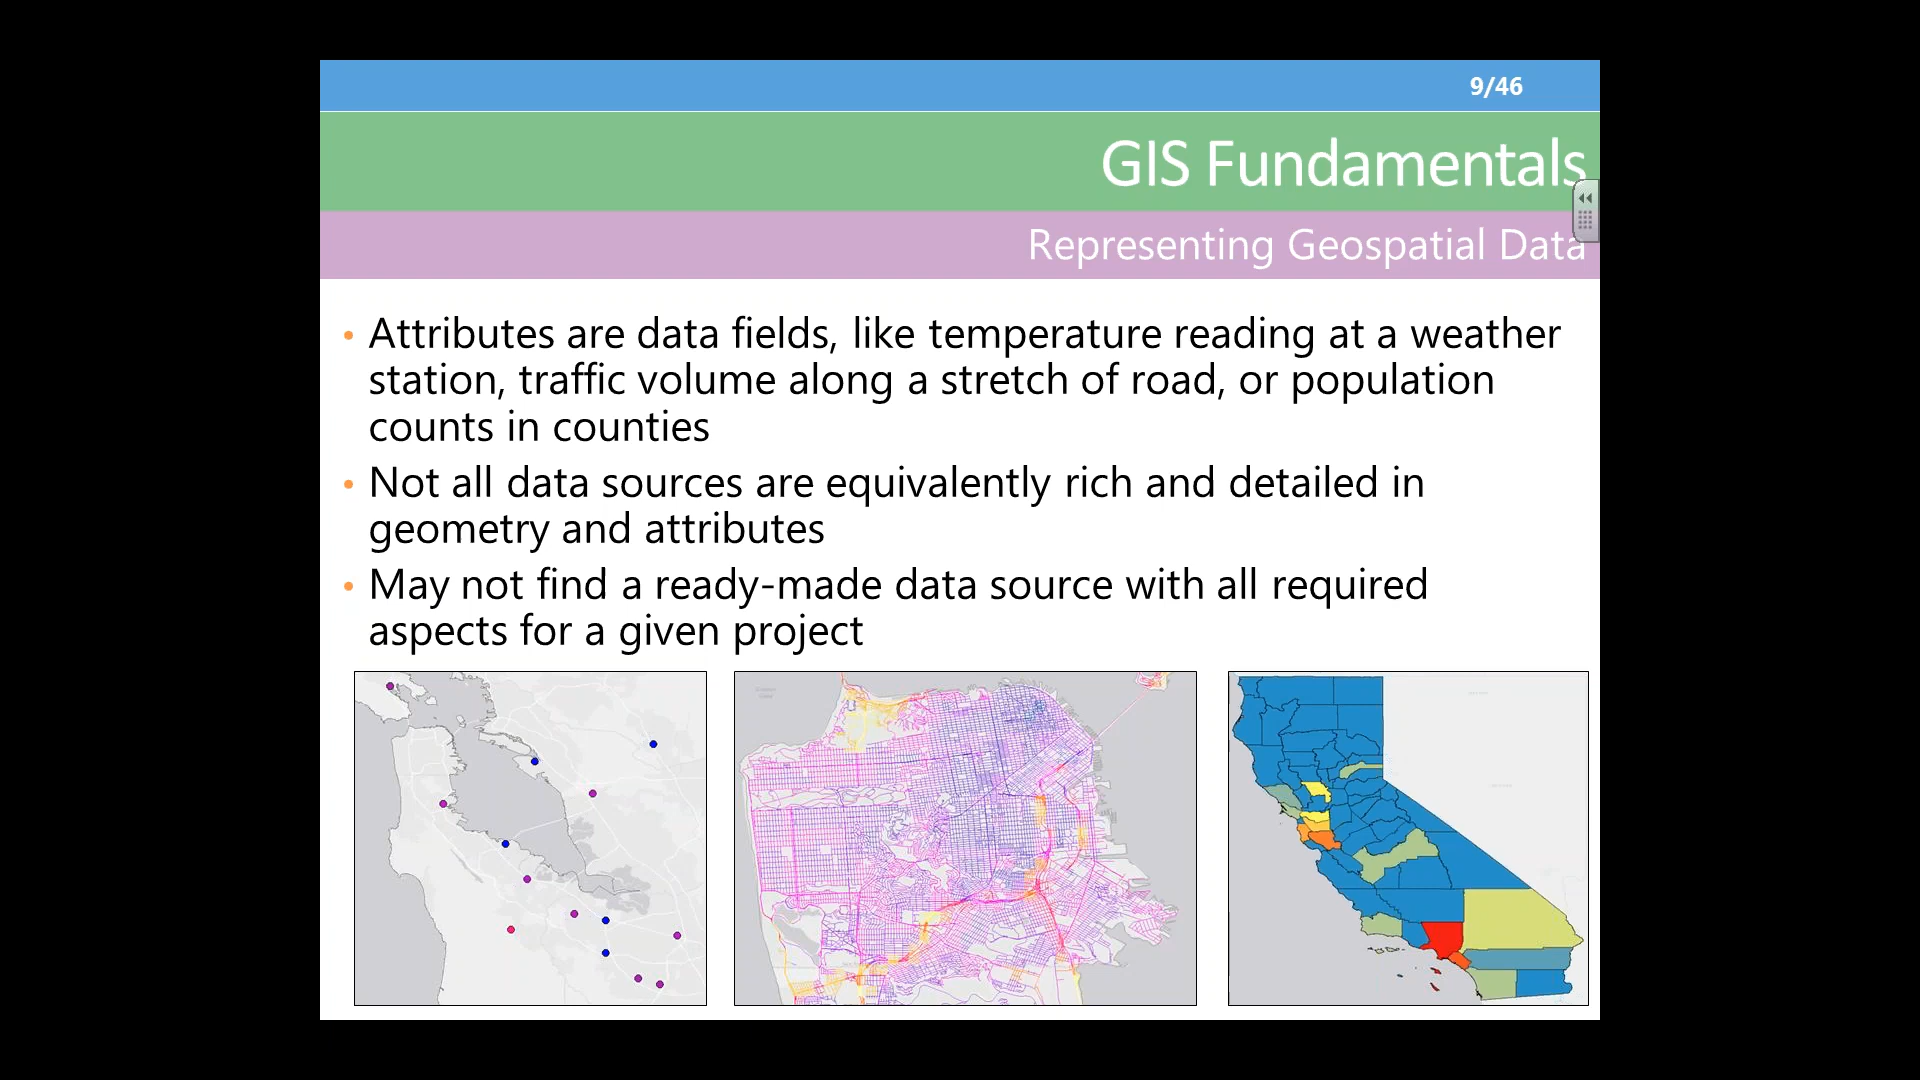 9/46
GIS Fundamentals
Representing Geospatial Data
• Attributes are data fields, like temperature reading at a weather
station, traffic volume along a stretch of road, or population
counts in counties
• Not all data sources are equivalently rich and detailed in
geometry and attributes
• May not find a ready-made data source with all required
aspects for a given project